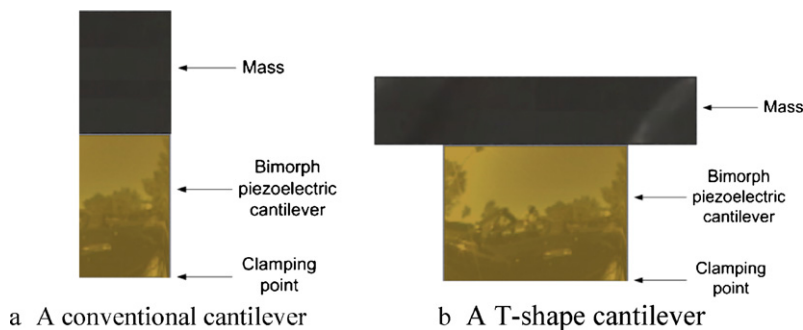 Mass
Bimorph
piezoelectric
cantilever
Clamping
point
a A conventional cantilever
Mass
Bimorph
piezoelectric
cantilever
Clamping
point
b A T-shape cantilever